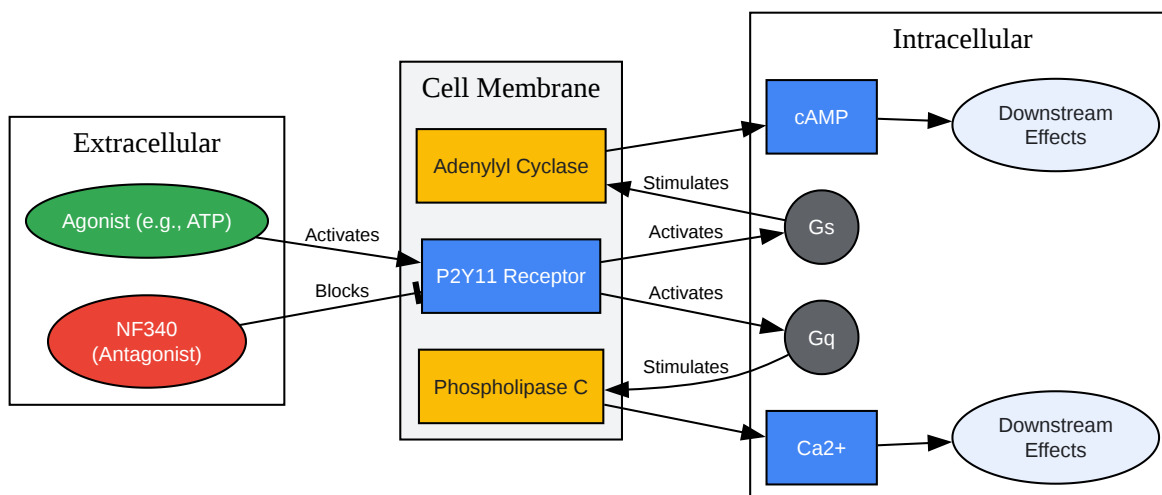 Extracellular
Agonist (e.g., ATP)
NF340
(Antagonist)
Activates
Blocks
Cell Membrane
Adenylyl Cyclase
P2Y11 Receptor
Phospholipase C
Stimulates
Activates
Activates
Stimulates
Intracellular
cAMP
Gs
Gq
Ca2+
Downstream
Effects
Downstream
Effects